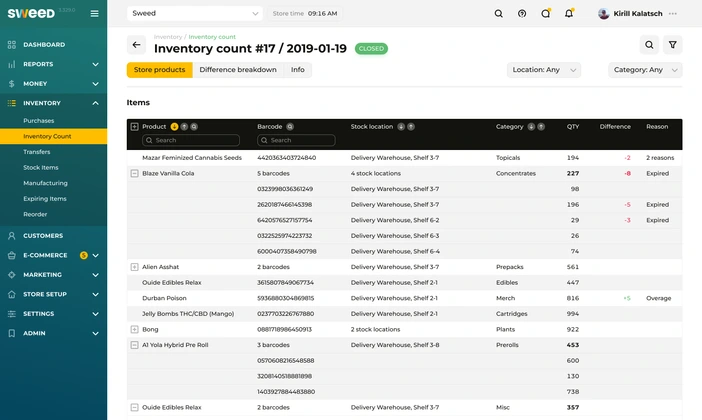 sweed
Sweed
Store time 09:16 AM
Kirill Kalatsch
DASHBOARD
REPORTS
MONEY
INVENTORY
Purchases
Inventory Count
Transfers
Stock Items
Manufacturing
Expiring Items
Reorder
CUSTOMERS
E-COMMERCE 5
MARKETING
STORE SETUP
SETTINGS
ADMIN
Inventory / Inventory count
Inventory count #17 / 2019-01-19 CLOSED
Store products Difference breakdown Info
Location: Any Category: Any
Items
Product Barcode Stock location Category QTY Difference Reason
Search Search
Mazar Feminized Cannabis Seeds 4420363403724840 Delivery Warehouse, Shelf 3-7 Topicals 194 -2 2 reasons
Blaze Vanilla Cola 5 barcodes 4 stock locations Concentrates 227 -8 Expired
0323998036361249 Delivery Warehouse, Shelf 3-7 98
2620187466145398 Delivery Warehouse, Shelf 3-7 196 -5 Expired
6420576527157754 Delivery Warehouse, Shelf 6-2 29 -3 Expired
0322525974223732 Delivery Warehouse, Shelf 6-3 26
6000407358490798 Delivery Warehouse, Shelf 6-4 74
Alien Asshat 2 barcodes Delivery Warehouse, Shelf 3-7 Prepacks 561
Ouide Edibles Relax 3615807849067734 Delivery Warehouse, Shelf 2-1 Edibles 447
Durban Poison 5936880304869815 Delivery Warehouse, Shelf 2-1 Merch 816 +5 Overage
Jelly Bombs THC/CBD (Mango) 0237703226767880 Delivery Warehouse, Shelf 2-1 Cartridges 994
Bong 0881718986450913 2 stock locations Plants 922
A1 Yola Hybrid Pre Roll 3 barcodes Delivery Warehouse, Shelf 3-8 Prerolls 453
0570608216548588 600
3208140518881898 130
1403927884483880 738
Ouide Edibles Relax 2 barcodes Delivery Warehouse, Shelf 3-7 Misc 357